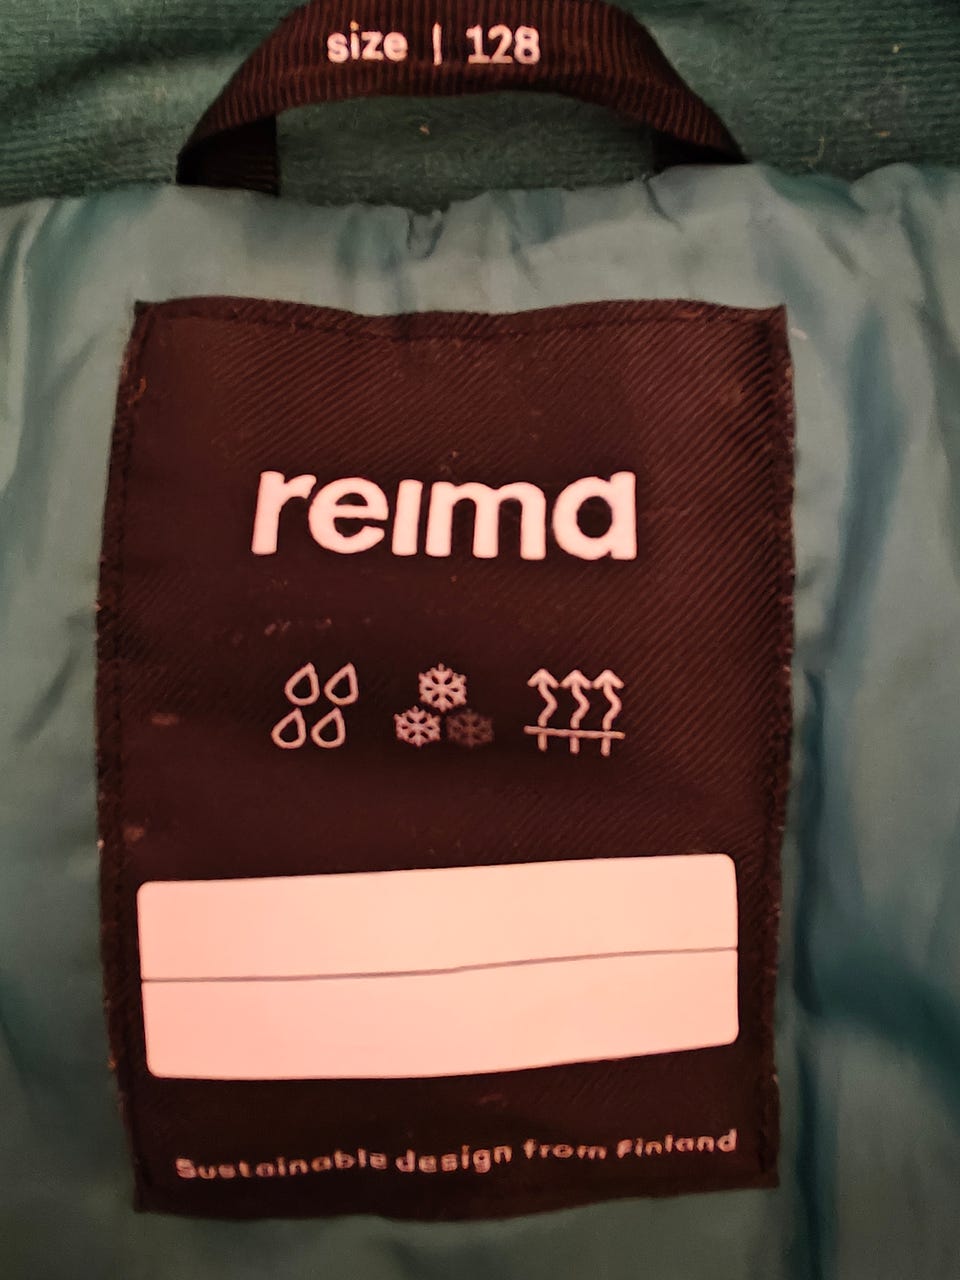 size | 128
reima
Sustainable design from Finland